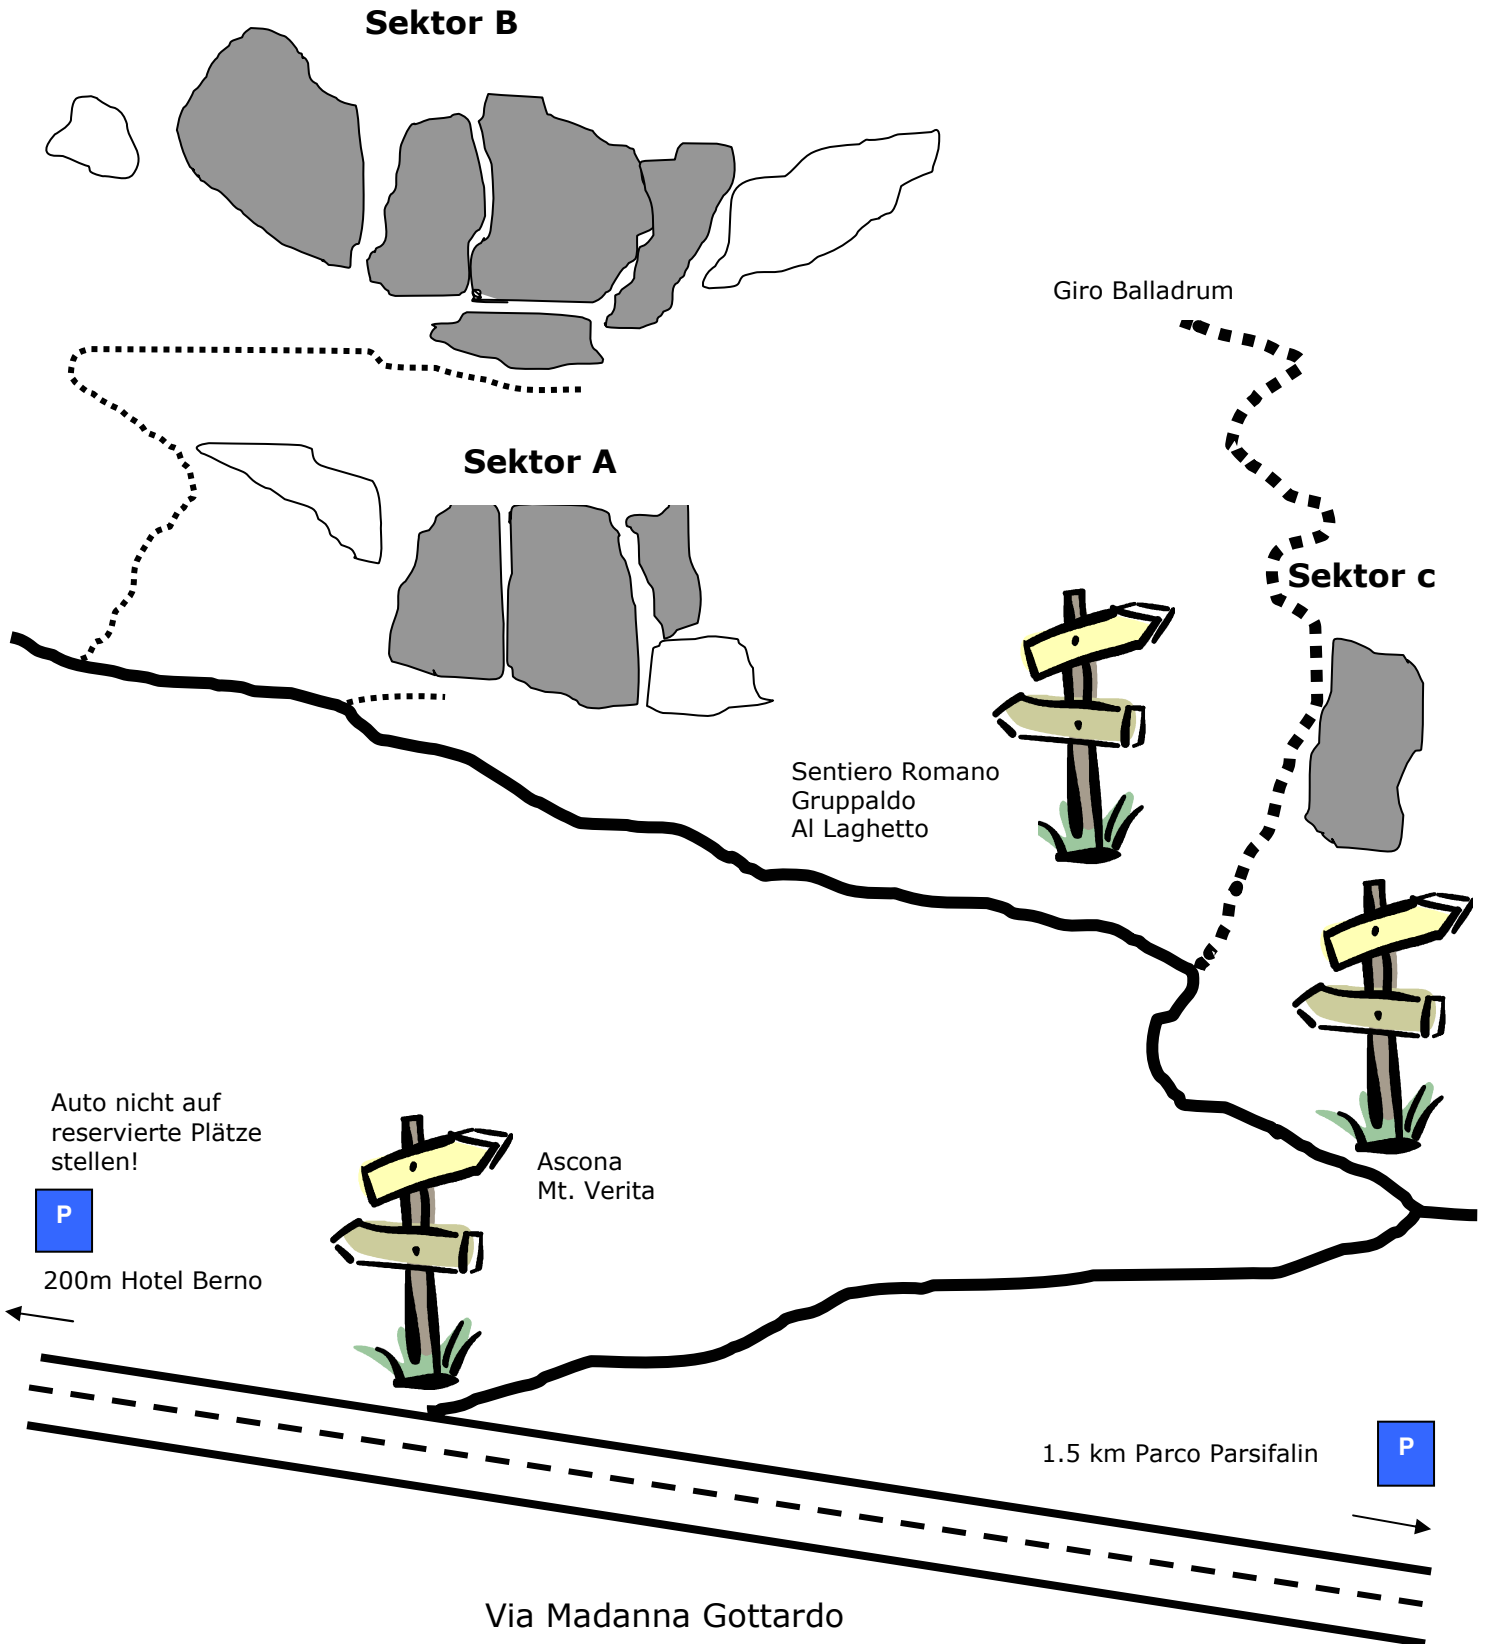 Sektor B
Giro Balladrum
Sektor A
Sektor c
Sentiero Romano
Gruppaldo
Al Laghetto
Auto nicht auf
reservierte Plätze
stellen!
Ascona
Mt. Verita
P
200m Hotel Berno
1.5 km Parco Parsifalin
P
Via Madanna Gottardo